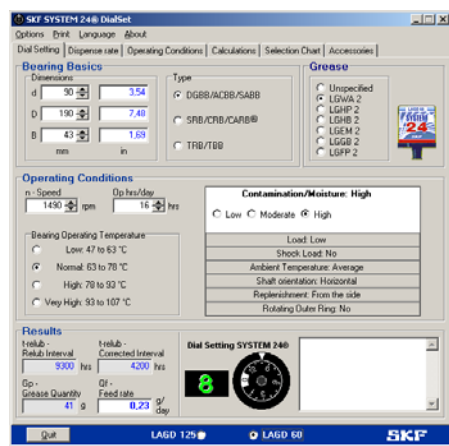 SKF SYSTEM 24® DialSet
Options Print Language About
Dial Setting Dispense rate Operating Conditions Calculations Selection Chart Accessories
Bearing Basics
Dimensions
d 90 3,54
D 190 7,48
B 43 1,69
mm in
Type
DGBB/ACBB/SABB
SRB/CRB/CARB®
TRB/TBB
Grease
Unspecified
LGWA 2
LGHP 2
LGHB 2
LGEM 2
LGGB 2
LGFP 2
SYSTEM
24
SKF
Operating Conditions
n - Speed Op hrs/day
1490 rpm 16 hrs
Bearing Operating Temperature
Low: 47 to 63 °C
Normal: 63 to 78 °C
High: 78 to 93 °C
Very High: 93 to 107 °C
Contamination/Moisture: High
Low Moderate High
Load: Low
Shock Load: No
Ambient Temperature: Average
Shaft orientation: Horizontal
Replenishment: From the side
Rotating Outer Ring: No
Results
t-relub - t-relub -
Relub Interval Corrected Interval
9300 hrs 4200 hrs
Gp - Qf -
Grease Quantity Feed rate
41 g 0,23 g/day
Dial Setting SYSTEM 24®
8
Quit LAGD 125 LAGD 60 SKF